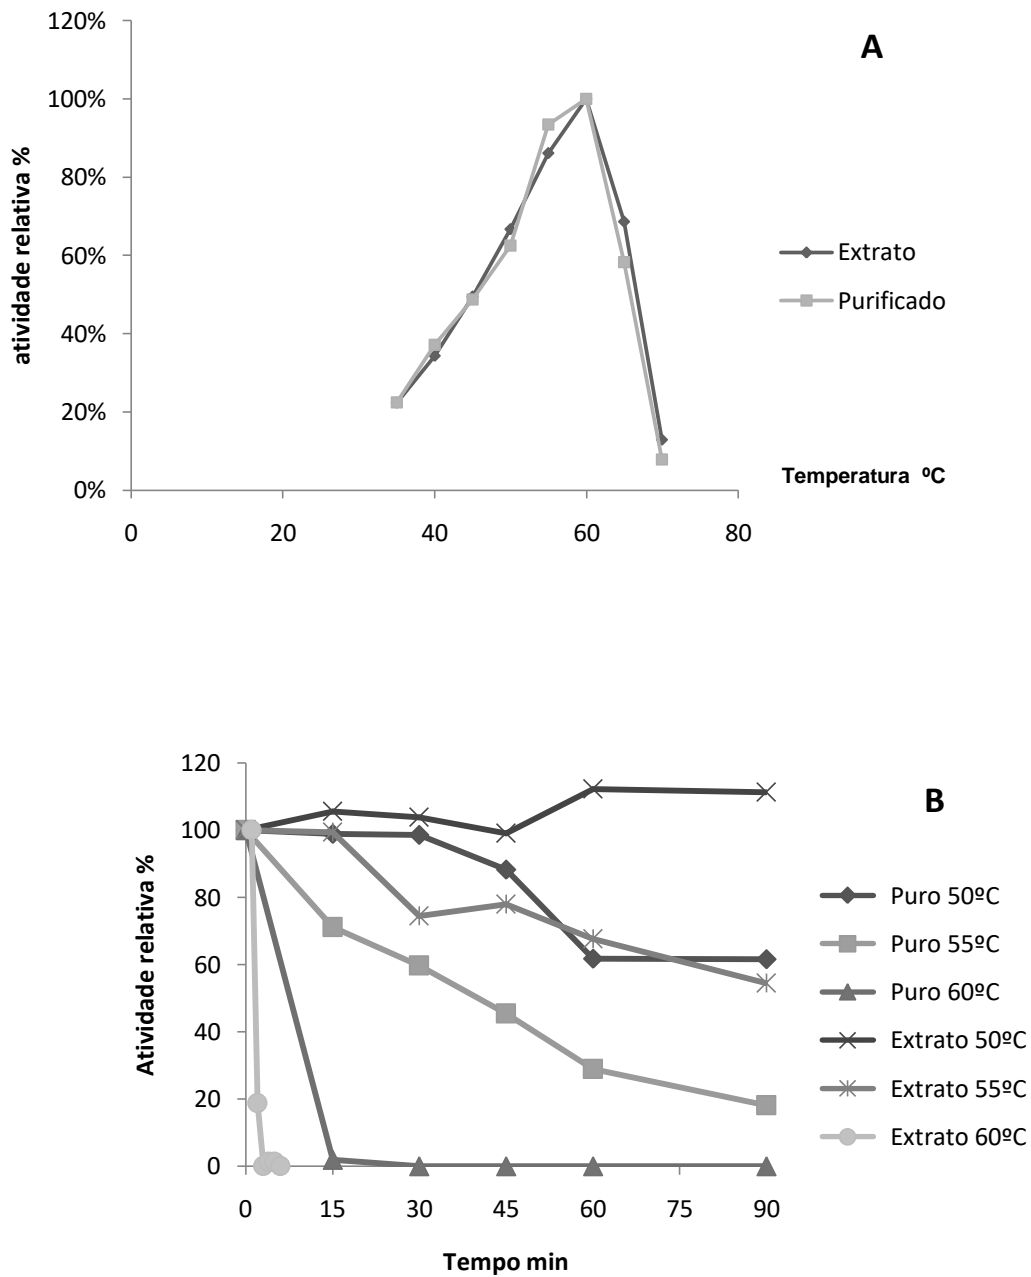 120%
A
100%
80%
60%
40%
20%
0%
atividade relativa %
Extrato
Purificado
Temperatura ºC
0 20 40 60 80
120
B
100
80
60
40
20
0
Atividade relativa %
Puro 50ºC
Puro 55ºC
Puro 60ºC
Extrato 50ºC
Extrato 55ºC
Extrato 60ºC
0 15 30 45 60 75 90
Tempo min